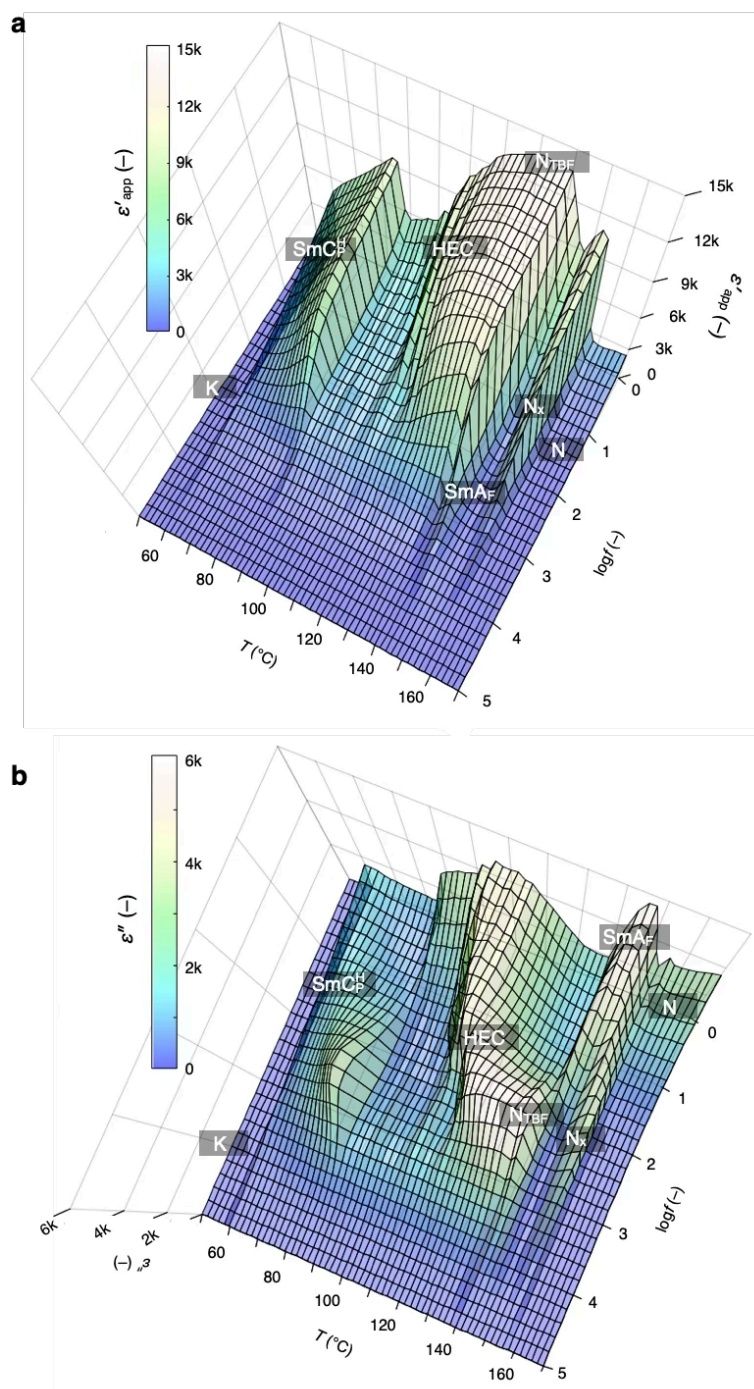 a
15k
12k
9k
6k
3k
0
ε′app (–)
NTBF
SmCPH
HEC
K
Nx
N
SmAF
15k
12k
9k
6k
3k
0
ε′app (–)
0
1
2
3
4
5
logf (–)
60
80
100
120
140
160
T (°C)
b
6k
4k
2k
0
ε″ (–)
SmAF
N
SmCPH
HEC
NTBF
Nx
K
6k
4k
2k
ε″ (–)
0
1
2
3
4
5
logf (–)
60
80
100
120
140
160
T (°C)